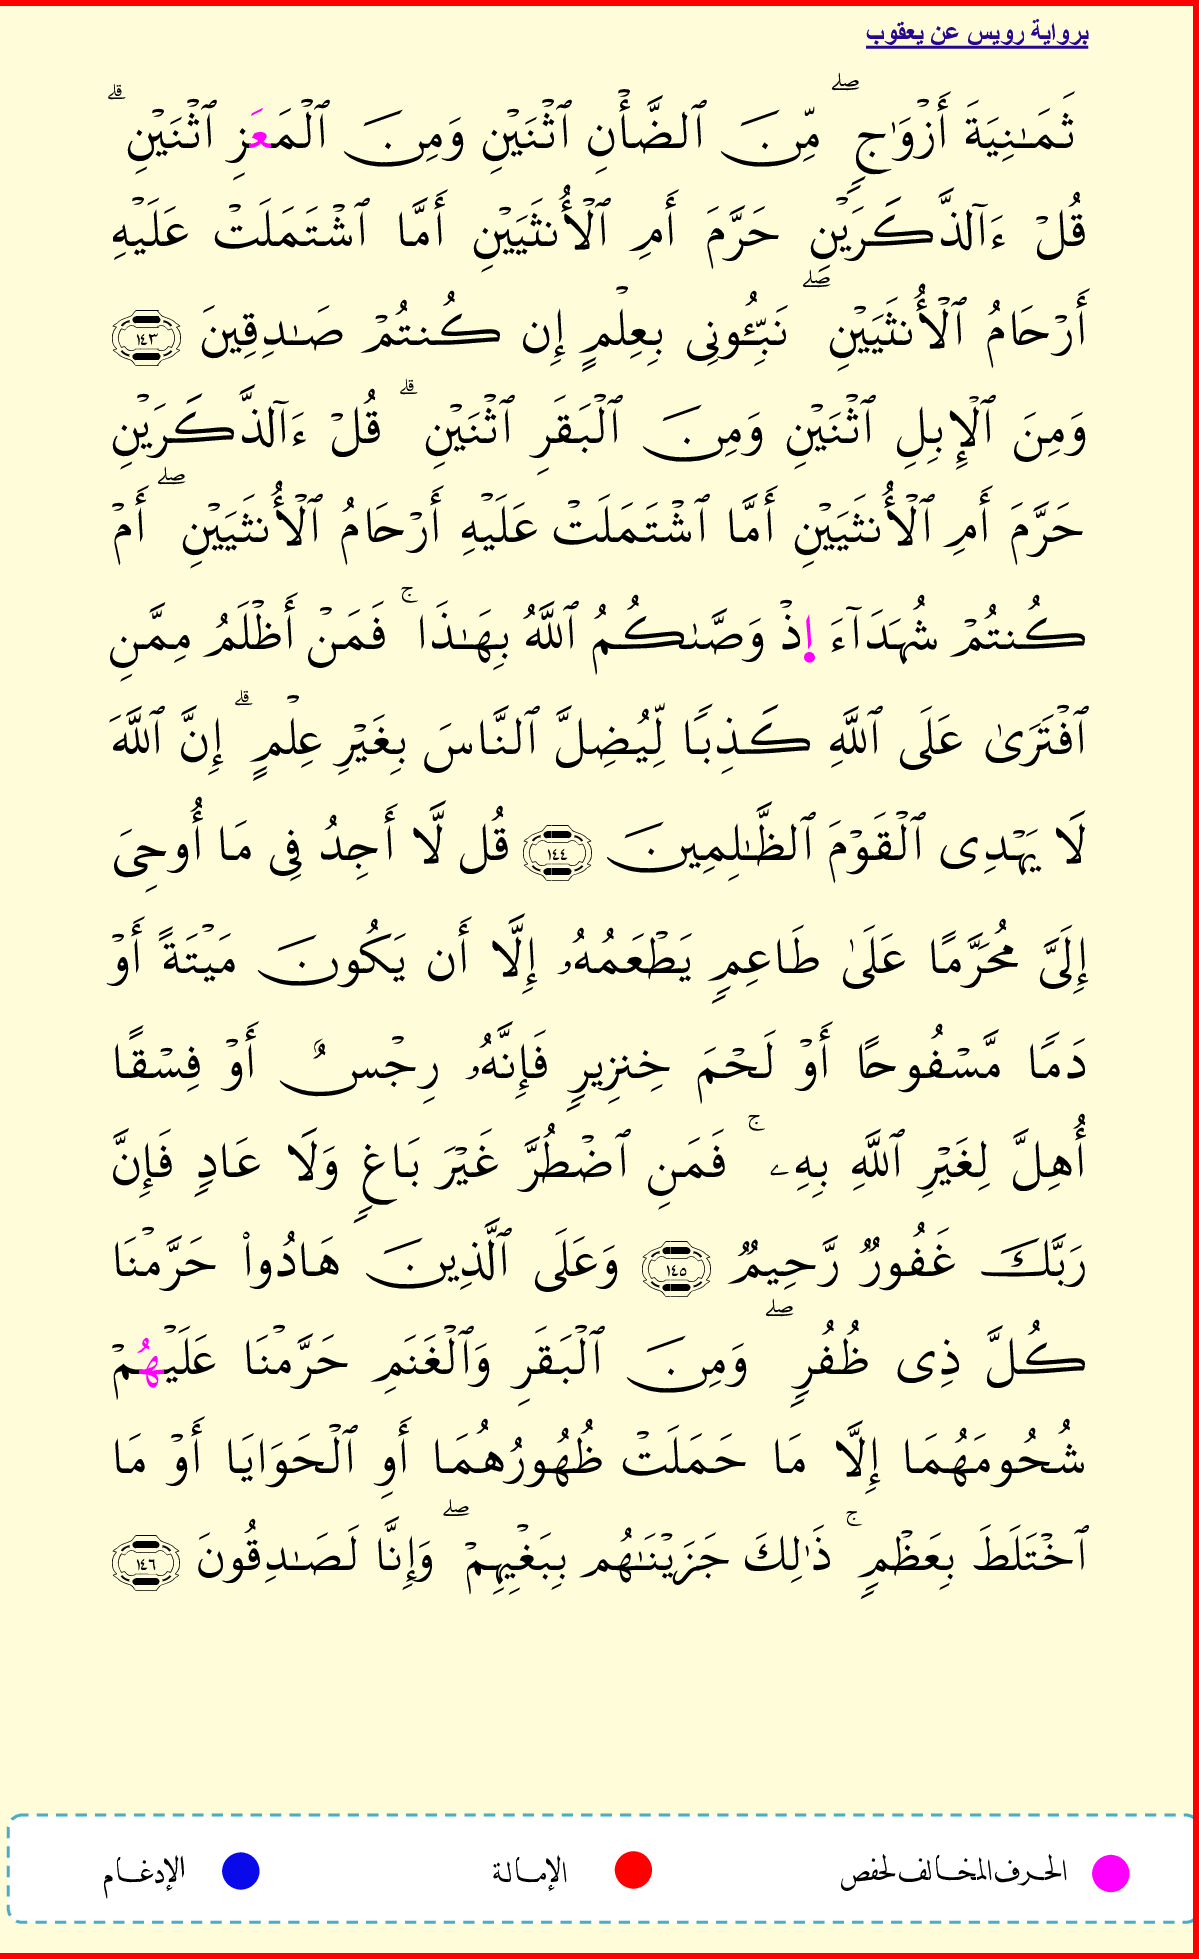 برواية رويس عن يعقوب
ثَمَـٰنِيَةَ أَزْوَٰجٍ ۖ مِّنَ ٱلضَّأْنِ ٱثْنَيْنِ وَمِنَ ٱلْمَعَزِ ٱثْنَيْنِ ۗ
قُلْ ءَآلذَّكَرَيْنِ حَرَّمَ أَمِ ٱلْأُنثَيَيْنِ أَمَّا ٱشْتَمَلَتْ عَلَيْهِ
أَرْحَامُ ٱلْأُنثَيَيْنِ ۖ نَبِّـُٔونِى بِعِلْمٍ إِن كُنتُمْ صَـٰدِقِينَ ١٤٣
وَمِنَ ٱلْإِبِلِ ٱثْنَيْنِ وَمِنَ ٱلْبَقَرِ ٱثْنَيْنِ ۗ قُلْ ءَآلذَّكَرَيْنِ
حَرَّمَ أَمِ ٱلْأُنثَيَيْنِ أَمَّا ٱشْتَمَلَتْ عَلَيْهِ أَرْحَامُ ٱلْأُنثَيَيْنِ ۖ أَمْ
كُنتُمْ شُهَدَآءَ إِذْ وَصَّىٰكُمُ ٱللَّهُ بِهَـٰذَا ۚ فَمَنْ أَظْلَمُ مِمَّنِ
ٱفْتَرَىٰ عَلَى ٱللَّهِ كَذِبًا لِّيُضِلَّ ٱلنَّاسَ بِغَيْرِ عِلْمٍ ۗ إِنَّ ٱللَّهَ
لَا يَهْدِى ٱلْقَوْمَ ٱلظَّـٰلِمِينَ ١٤٤ قُل لَّا أَجِدُ فِى مَا أُوحِىَ
إِلَىَّ مُحَرَّمًا عَلَىٰ طَاعِمٍ يَطْعَمُهُۥ إِلَّا أَن يَكُونَ مَيْتَةً أَوْ
دَمًا مَّسْفُوحًا أَوْ لَحْمَ خِنزِيرٍ فَإِنَّهُۥ رِجْسٌ أَوْ فِسْقًا
أُهِلَّ لِغَيْرِ ٱللَّهِ بِهِۦ ۚ فَمَنِ ٱضْطُرَّ غَيْرَ بَاغٍ وَلَا عَادٍ فَإِنَّ
رَبَّكَ غَفُورٌ رَّحِيمٌ ١٤٥ وَعَلَى ٱلَّذِينَ هَادُوا۟ حَرَّمْنَا
كُلَّ ذِى ظُفُرٍ ۖ وَمِنَ ٱلْبَقَرِ وَٱلْغَنَمِ حَرَّمْنَا عَلَيْهُمْ
شُحُومَهُمَا إِلَّا مَا حَمَلَتْ ظُهُورُهُمَا أَوِ ٱلْحَوَايَا أَوْ مَا
ٱخْتَلَطَ بِعَظْمٍ ۚ ذَٰلِكَ جَزَيْنَـٰهُم بِبَغْيِهِمْ ۖ وَإِنَّا لَصَـٰدِقُونَ ١٤٦
الحرف المخالف لحفص الإمالة الإدغام